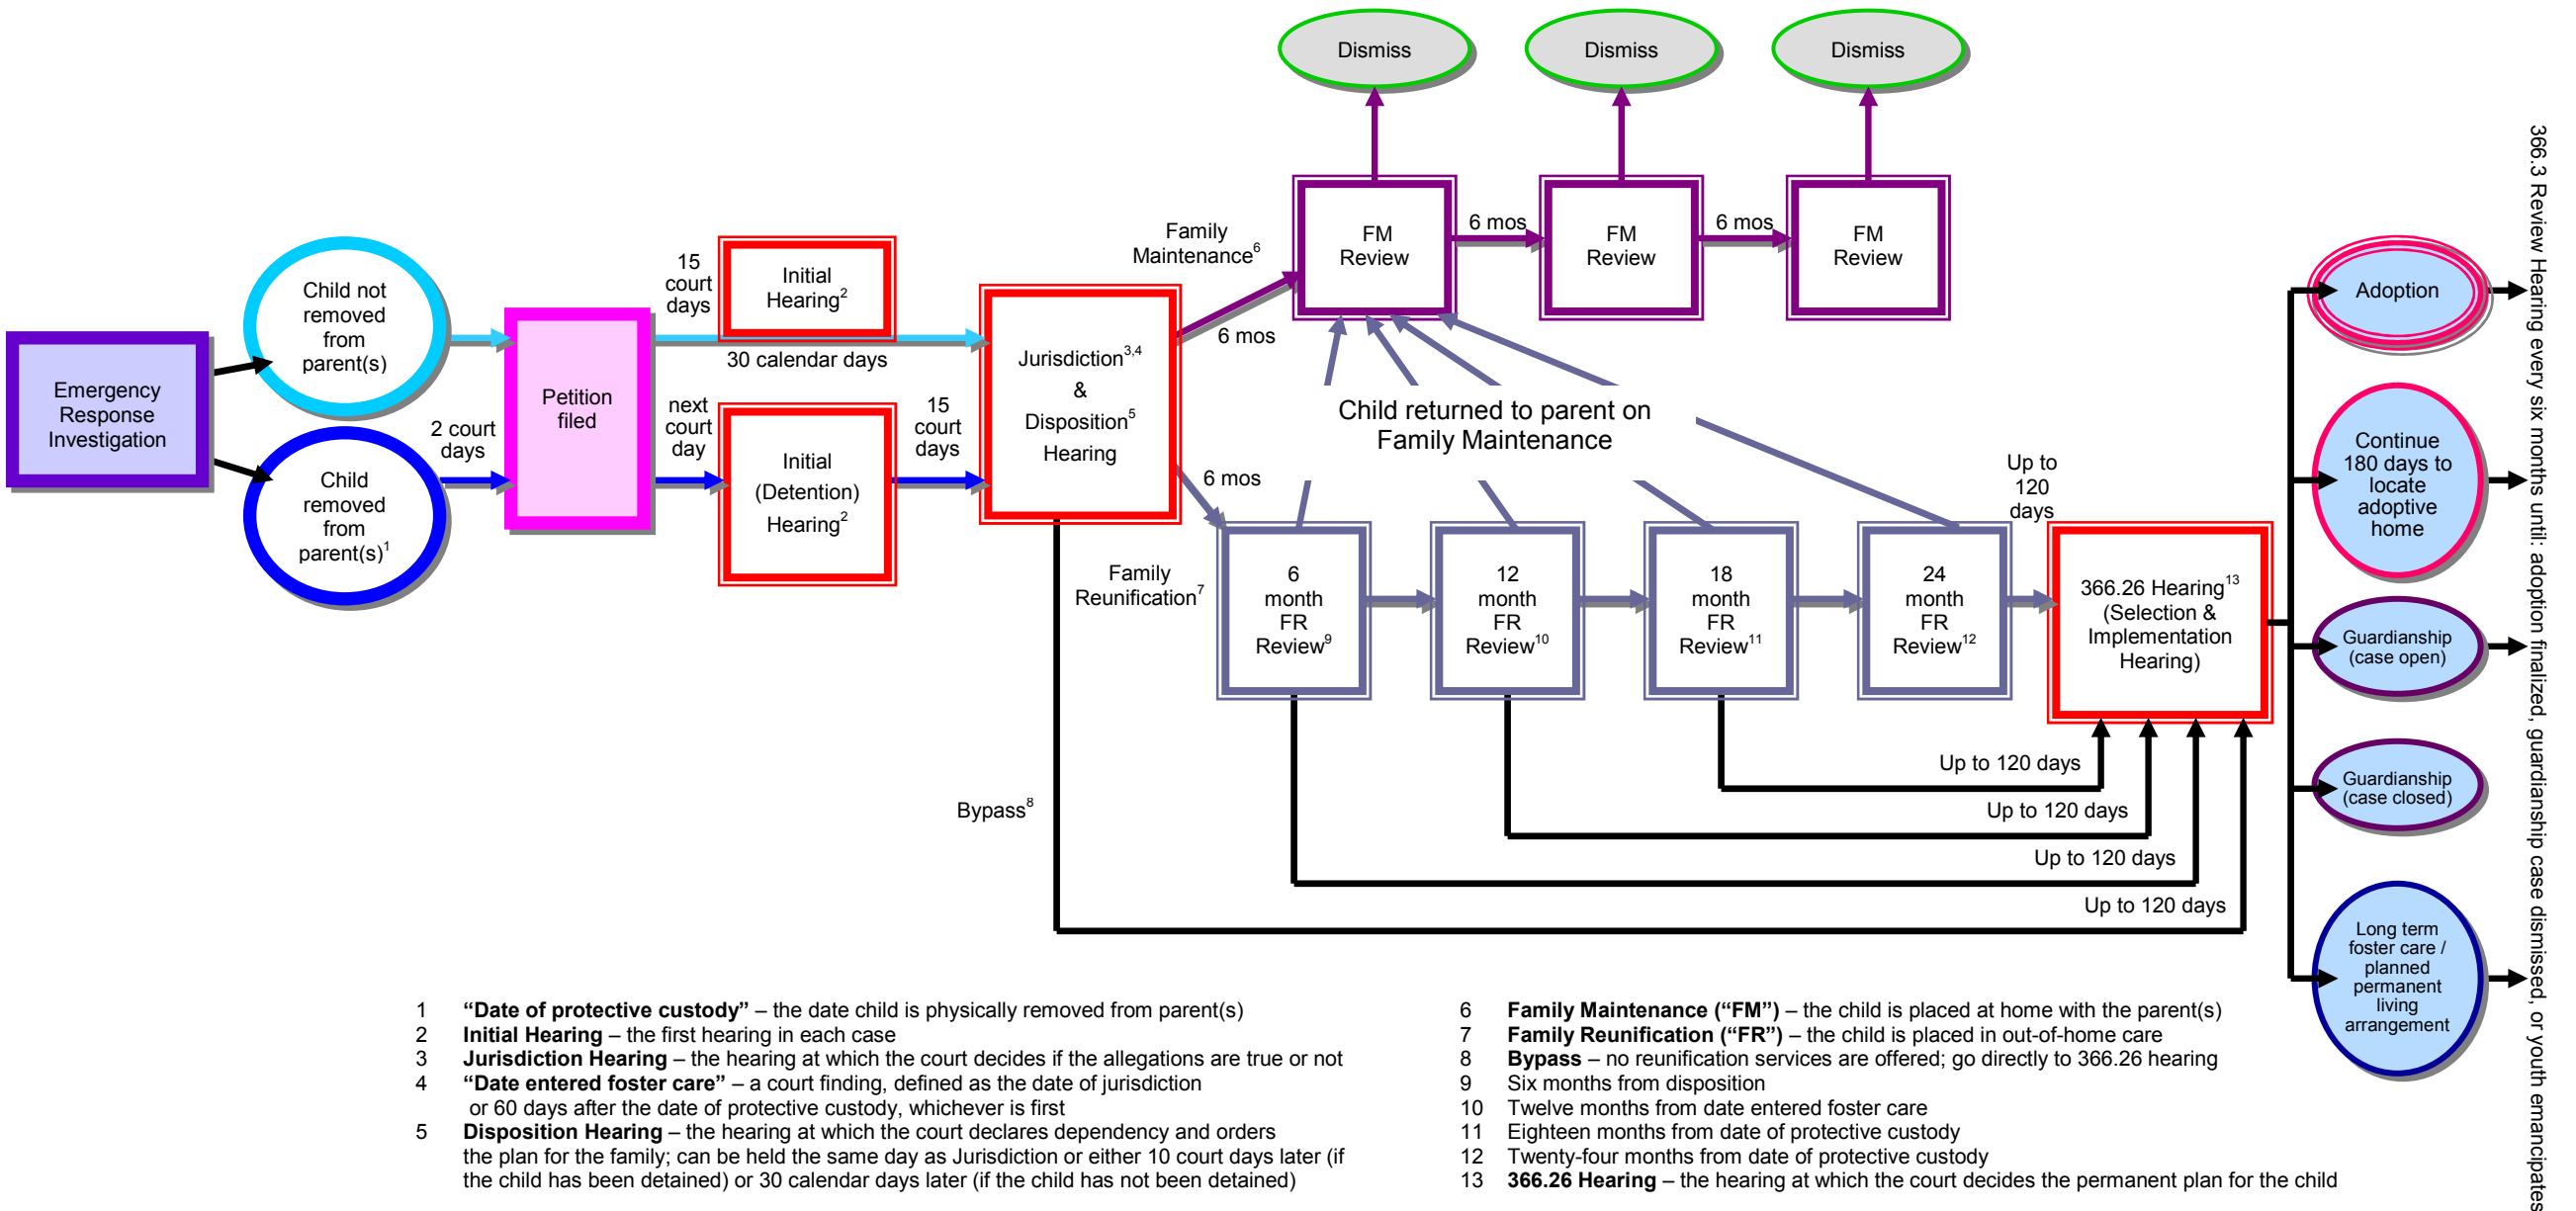 Dismiss
Dismiss
Dismiss
FM
Review
6 mos
FM
Review
6 mos
FM
Review
Family
Maintenance6
6 mos
Emergency
Response
Investigation
Child not
removed
from
parent(s)
Child
removed
from
parent(s)1
2 court
days
Petition
filed
15
court
days
Initial
Hearing2
30 calendar days
next
court
day
Initial
(Detention)
Hearing2
15
court
days
Jurisdiction3,4
&
Disposition5
Hearing
Child returned to parent on
Family Maintenance
6 mos
Family
Reunification7
6
month
FR
Review9
12
month
FR
Review10
18
month
FR
Review11
24
month
FR
Review12
Up to
120
days
366.26 Hearing13
(Selection &
Implementation
Hearing)
Bypass8
Up to 120 days
Up to 120 days
Up to 120 days
Up to 120 days
Adoption
Continue
180 days to
locate
adoptive
home
Guardianship
(case open)
Guardianship
(case closed)
Long term
foster care /
planned
permanent
living
arrangement
366.3 Review Hearing every six months until: adoption finalized, guardianship case dismissed, or youth emancipates
1 “Date of protective custody” – the date child is physically removed from parent(s)
2 Initial Hearing – the first hearing in each case
3 Jurisdiction Hearing – the hearing at which the court decides if the allegations are true or not
4 “Date entered foster care” – a court finding, defined as the date of jurisdiction
or 60 days after the date of protective custody, whichever is first
5 Disposition Hearing – the hearing at which the court declares dependency and orders
the plan for the family; can be held the same day as Jurisdiction or either 10 court days later (if
the child has been detained) or 30 calendar days later (if the child has not been detained)
6 Family Maintenance (“FM”) – the child is placed at home with the parent(s)
7 Family Reunification (“FR”) – the child is placed in out-of-home care
8 Bypass – no reunification services are offered; go directly to 366.26 hearing
9 Six months from disposition
10 Twelve months from date entered foster care
11 Eighteen months from date of protective custody
12 Twenty-four months from date of protective custody
13 366.26 Hearing – the hearing at which the court decides the permanent plan for the child